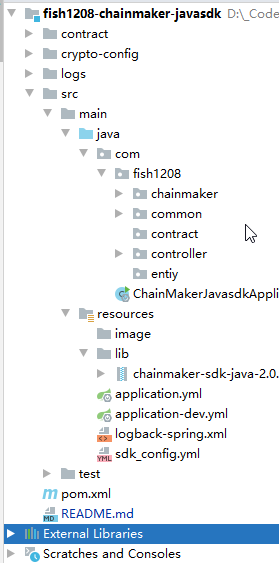 fish1208-chainmaker-javasdk D:\_Code
contract
crypto-config
logs
src
main
java
com
fish1208
chainmaker
common
contract
controller
entiy
ChainMakerJavasdkAppli
resources
image
lib
chainmaker-sdk-java-2.0.
application.yml
application-dev.yml
logback-spring.xml
sdk_config.yml
test
pom.xml
README.md
External Libraries
Scratches and Consoles